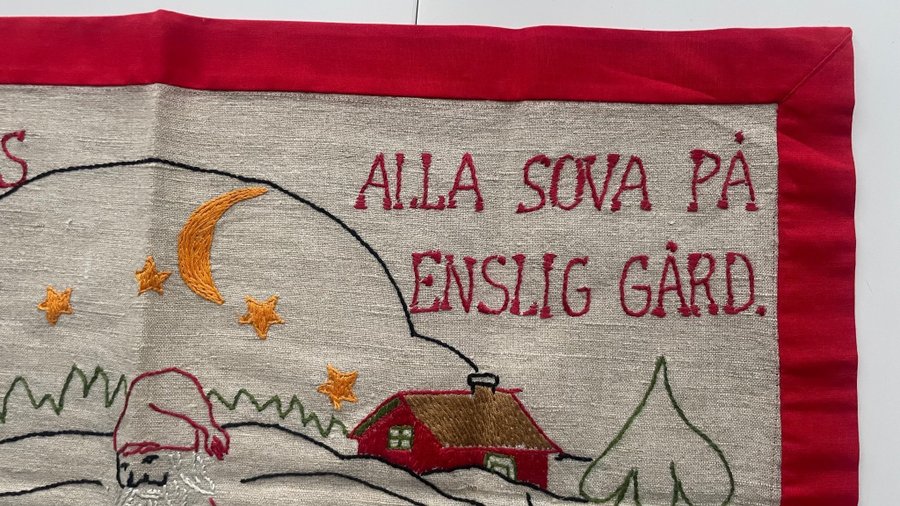 ALLA SOVA PÅ
ENSLIG GÅRD.